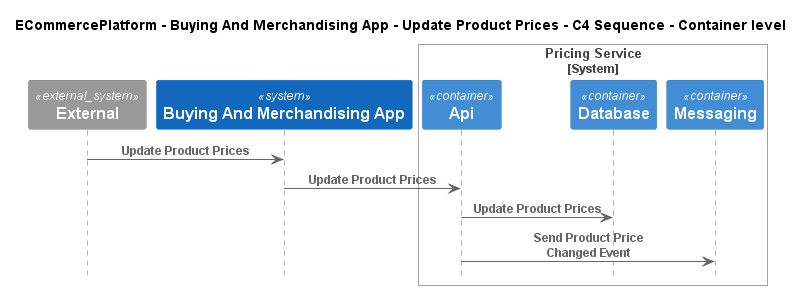 ECommercePlatform - Buying And Merchandising App - Update Product Prices - C4 Sequence - Container level
Pricing Service
[System]
«external_system»
External
«system»
Buying And Merchandising App
«container»
Api
«container»
Database
«container»
Messaging
Update Product Prices
Update Product Prices
Update Product Prices
Send Product Price
Changed Event